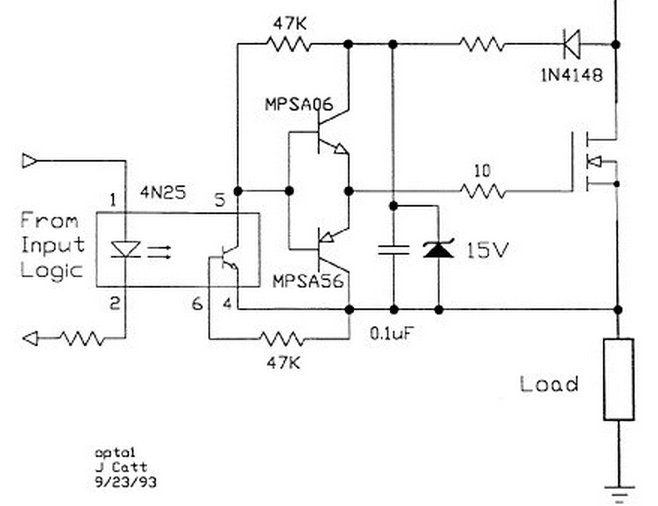 47K
1N4148
MPSA06
10
1
4N25
5
From
Input
Logic
15V
MPSA56
2
6
4
0.1uF
47K
Load
optol
J Catt
9/23/93